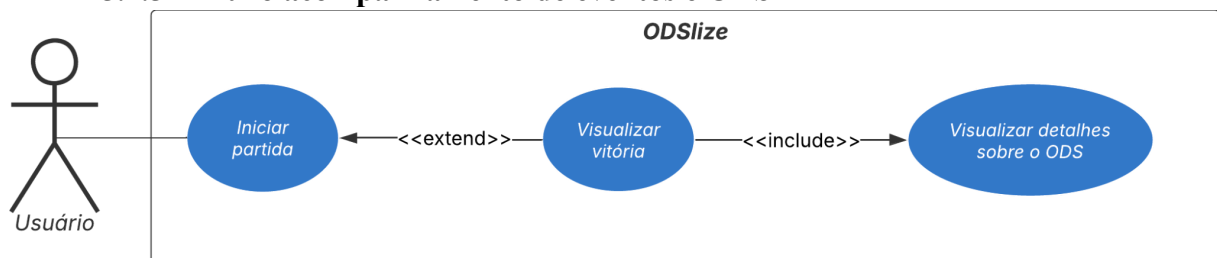 ODSlize
Iniciar
partida
<<extend>>
Visualizar
vitória
<<include>>
Visualizar detalhes
sobre o ODS
Usuário